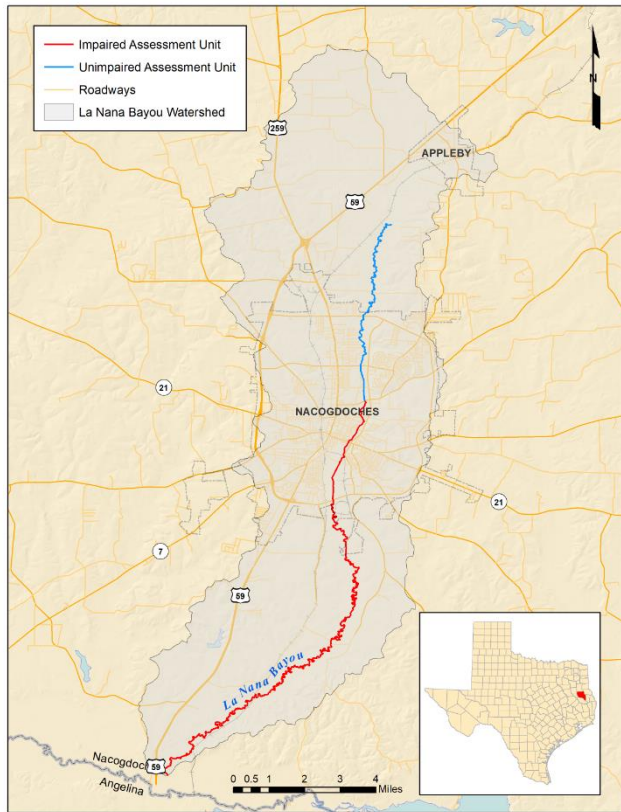 Impaired Assessment Unit
Unimpaired Assessment Unit
Roadways
La Nana Bayou Watershed
N
259
APPLEBY
59
21
NACOGDOCHES
21
7
59
La Nana Bayou
Nacogdoches
59
Angelina
0 0.5 1 2 3 4
Miles